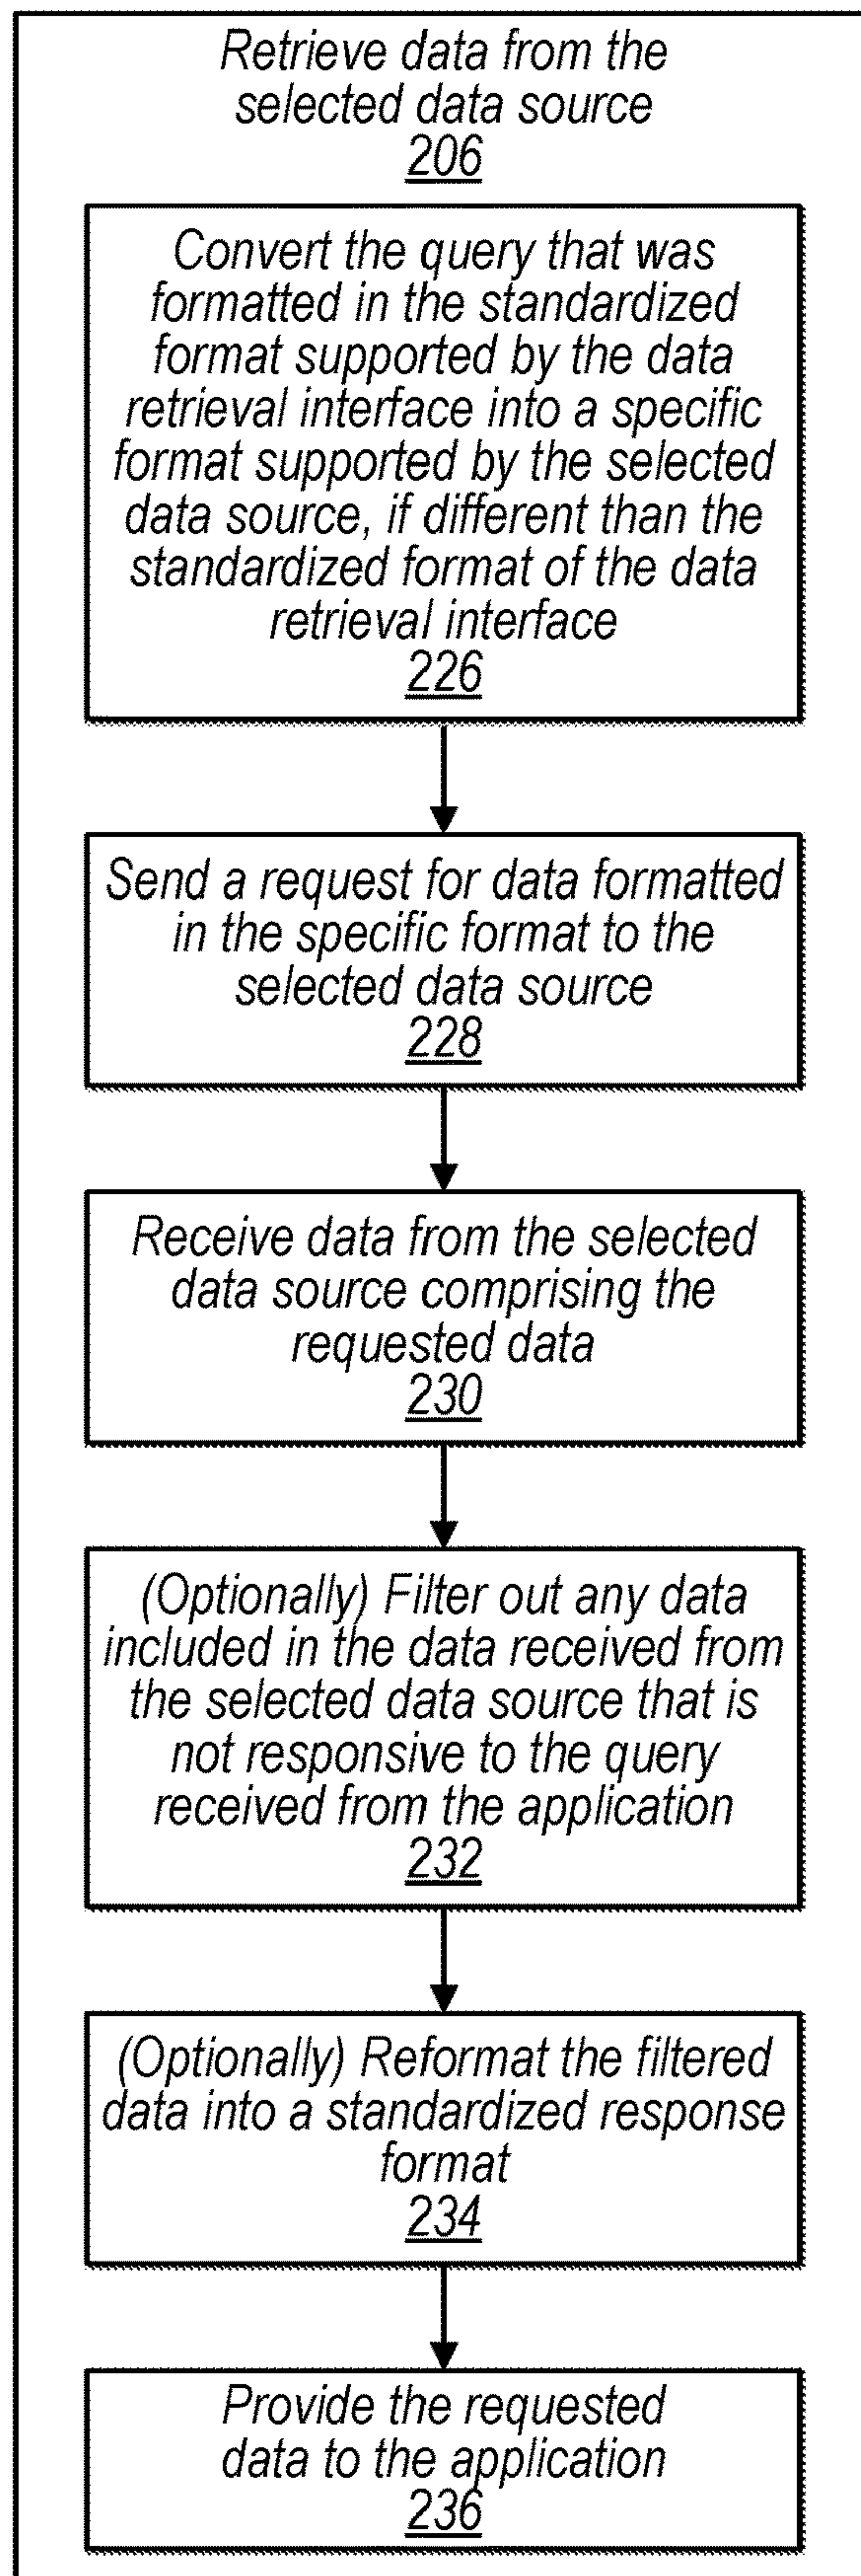 Retrieve data from the
selected data source
206
Convert the query that was
formatted in the standardized
format supported by the data
retrieval interface into a specific
format supported by the selected
data source, if different than the
standardized format of the data
retrieval interface
226
Send a request for data formatted
in the specific format to the
selected data source
228
Receive data from the selected
data source comprising the
requested data
230
(Optionally) Filter out any data
included in the data received from
the selected data source that is
not responsive to the query
received from the application
232
(Optionally) Reformat the filtered
data into a standardized response
format
234
Provide the requested
data to the application
236